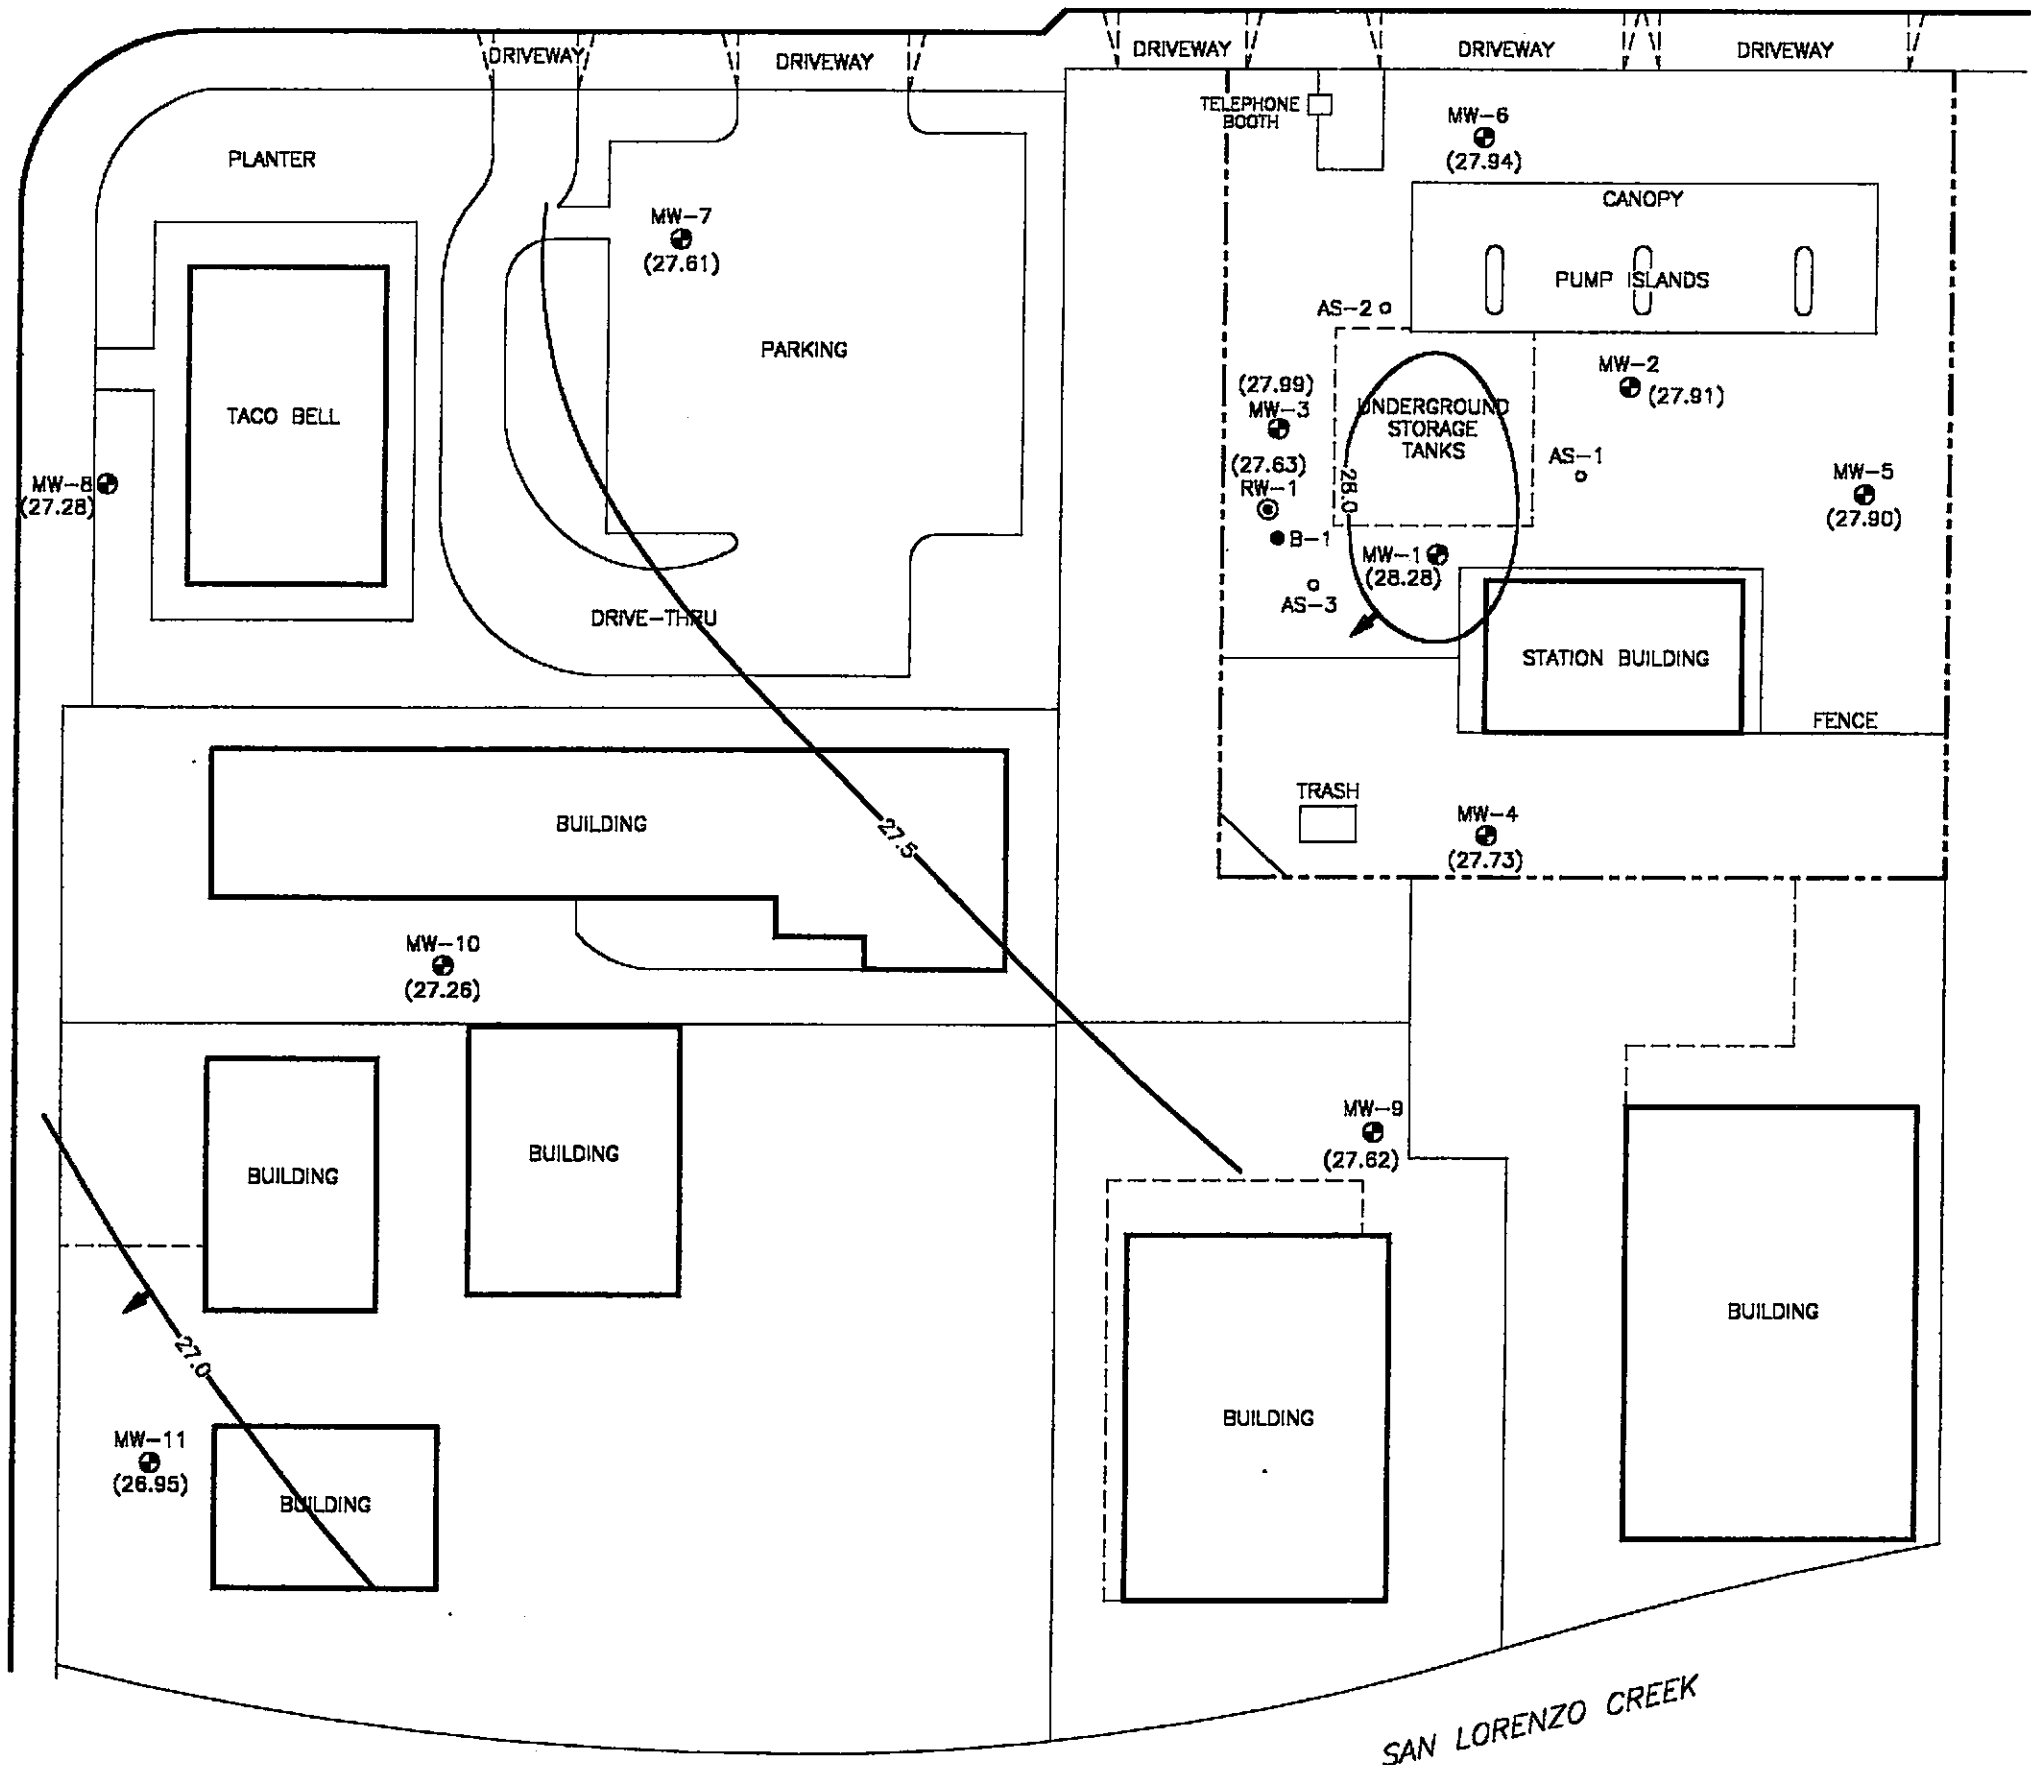 DRIVEWAY
DRIVEWAY
DRIVEWAY
DRIVEWAY
DRIVEWAY
TELEPHONE
BOOTH
MW-6
(27.94)
PLANTER
CANOPY
MW-7
(27.61)
PUMP ISLANDS
AS-2
PARKING
MW-2
(27.91)
(27.99)
MW-3
UNDERGROUND
STORAGE
TANKS
TACO BELL
(27.63)
RW-1
28.0
AS-1
MW-5
(27.90)
MW-8
(27.28)
B-1
MW-1
(28.28)
AS-3
DRIVE-THRU
STATION BUILDING
FENCE
TRASH
MW-4
(27.73)
BUILDING
27.5
MW-10
(27.26)
MW-9
(27.62)
BUILDING
BUILDING
BUILDING
27.0
BUILDING
MW-11
(26.95)
BUILDING
SAN LORENZO CREEK